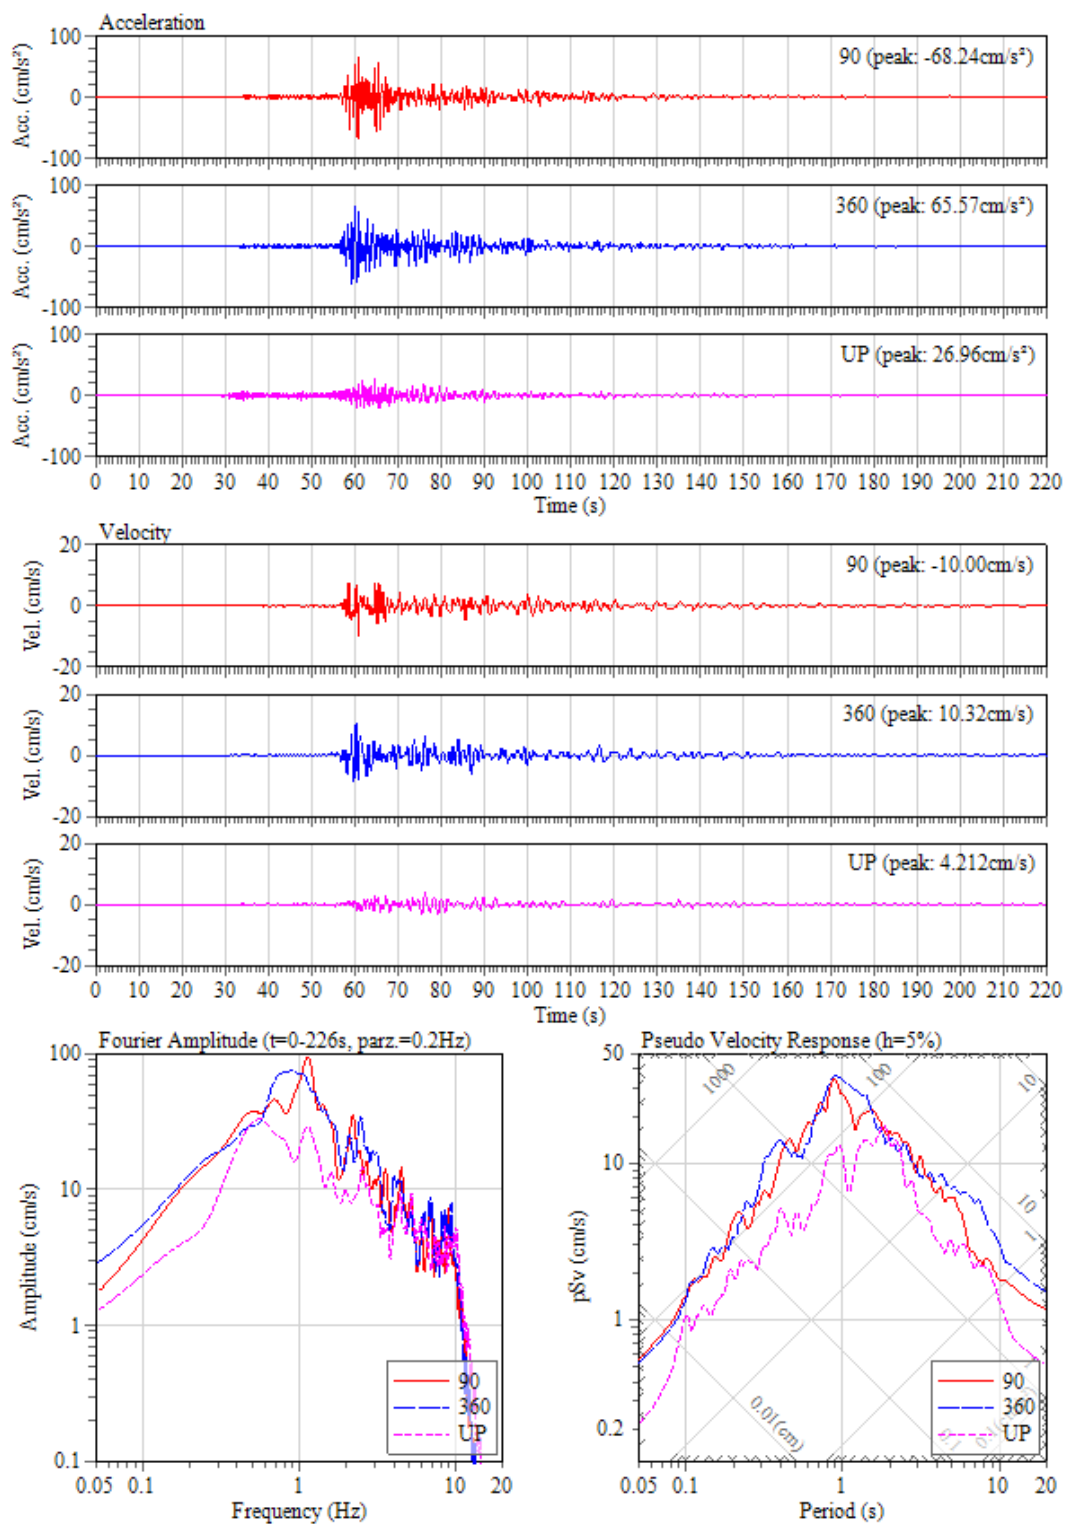 Acceleration
100
0
-100
Acc. (cm/s²)
90 (peak: -68.24cm/s²)
100
0
-100
Acc. (cm/s²)
360 (peak: 65.57cm/s²)
100
0
-100
Acc. (cm/s²)
UP (peak: 26.96cm/s²)
0 10 20 30 40 50 60 70 80 90 100 110 120 130 140 150 160 170 180 190 200 210 220
Time (s)
Velocity
20
0
-20
Vel. (cm/s)
90 (peak: -10.00cm/s)
20
0
-20
Vel. (cm/s)
360 (peak: 10.32cm/s)
20
0
-20
Vel. (cm/s)
UP (peak: 4.212cm/s)
0 10 20 30 40 50 60 70 80 90 100 110 120 130 140 150 160 170 180 190 200 210 220
Time (s)
Fourier Amplitude (t=0-226s, parz.=0.2Hz)
100
10
1
0.1
Amplitude (cm/s)
90
360
UP
0.05 0.1 1 10 20
Frequency (Hz)
Pseudo Velocity Response (h=5%)
50
10
1
0.2
pSv (cm/s)
1000
100
10
10
1
0.01(cm)
0.1
90
360
UP
0.05 0.1 1 10 20
Period (s)